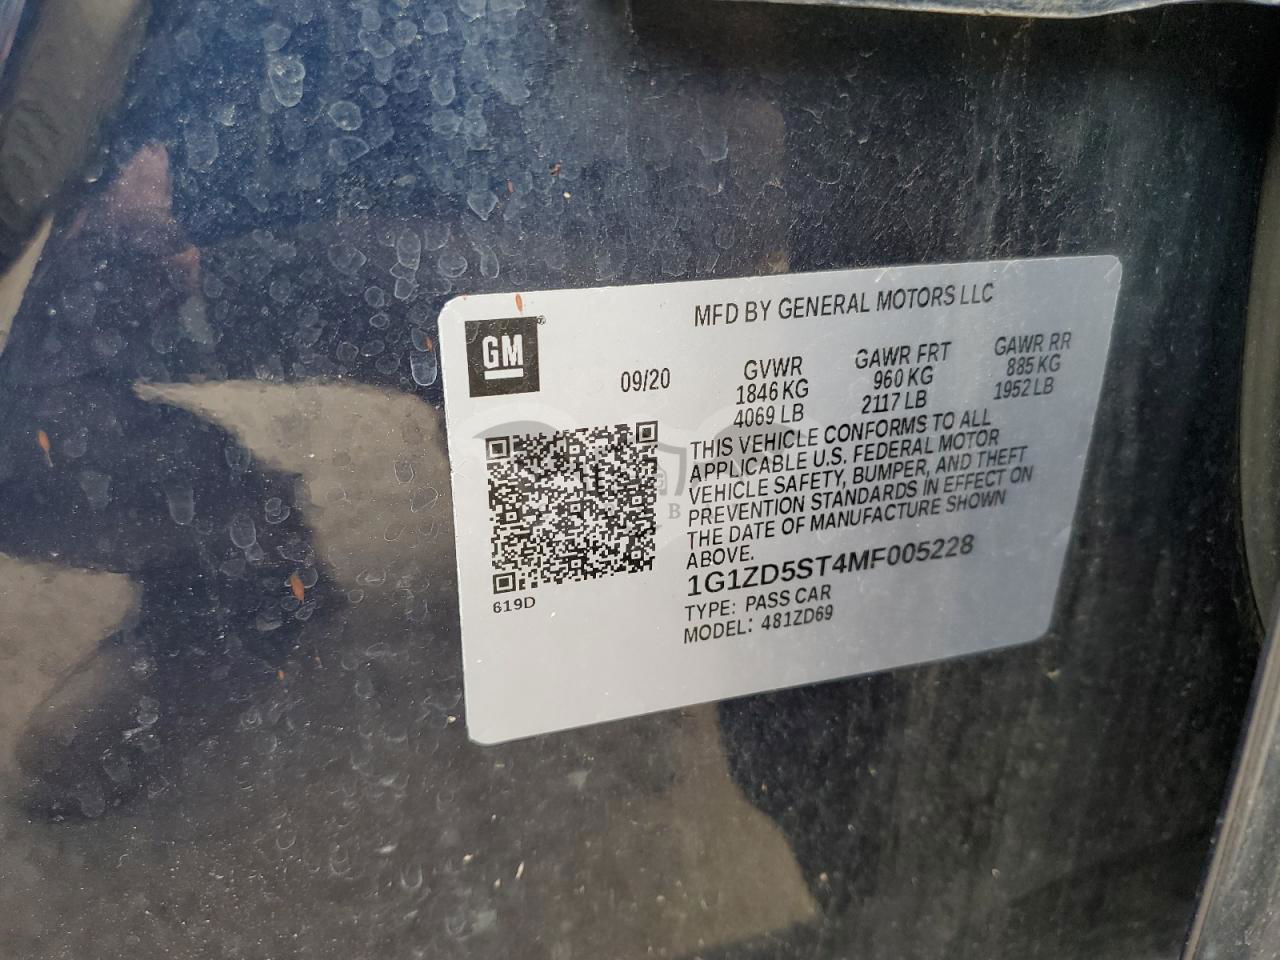 MFD BY GENERAL MOTORS LLC
GM
09/20
GVWR GAWR FRT GAWR RR
1846 KG 960 KG 885 KG
4069 LB 2117 LB 1952 LB
THIS VEHICLE CONFORMS TO ALL
APPLICABLE U.S. FEDERAL MOTOR
VEHICLE SAFETY, BUMPER, AND THEFT
PREVENTION STANDARDS IN EFFECT ON
THE DATE OF MANUFACTURE SHOWN
ABOVE.
1G1ZD5ST4MF005228
TYPE: PASS CAR
MODEL: 481ZD69
619D